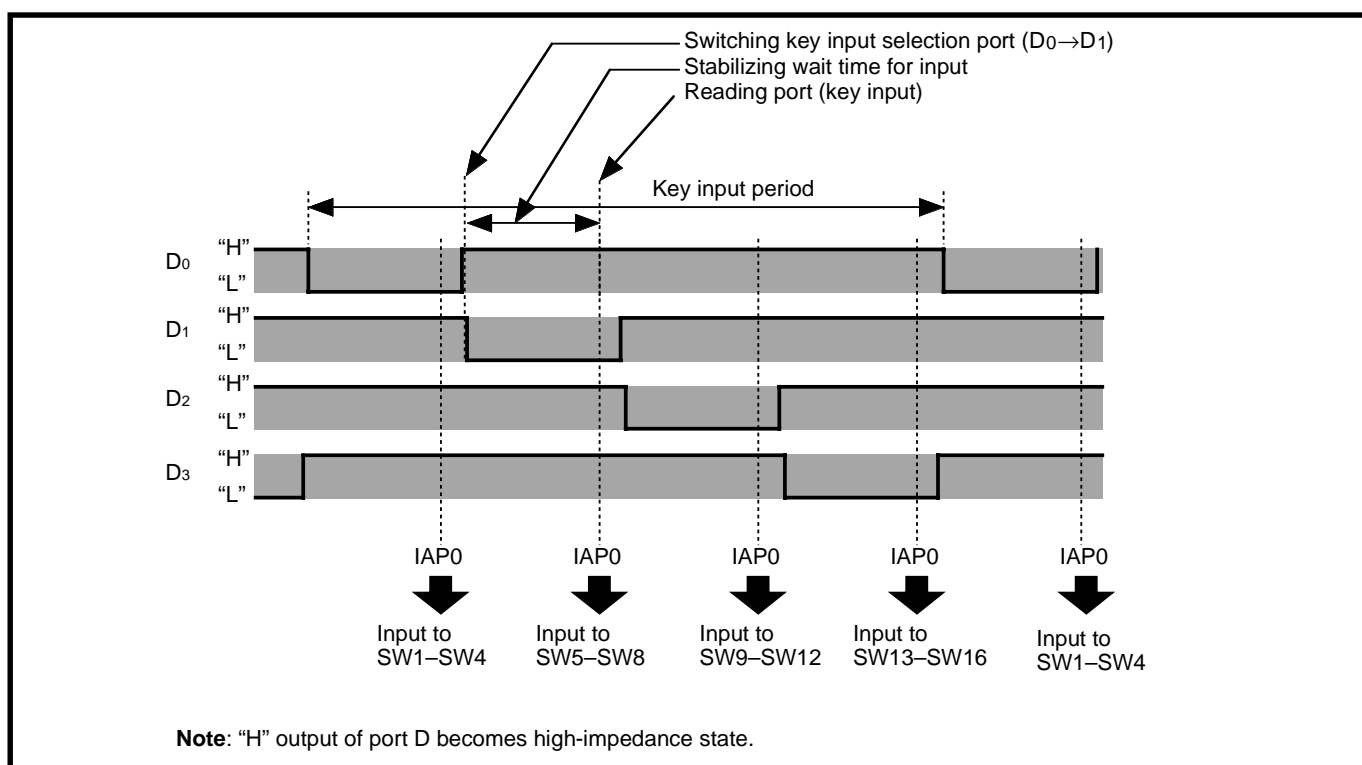 Switching key input selection port (D0→D1)
Stabilizing wait time for input
Reading port (key input)
Key input period
D0 “H”
“L”
D1 “H”
“L”
D2 “H”
“L”
D3 “H”
“L”
IAP0 IAP0 IAP0 IAP0 IAP0
Input to Input to Input to Input to Input to
SW1–SW4 SW5–SW8 SW9–SW12 SW13–SW16 SW1–SW4
Note: “H” output of port D becomes high-impedance state.